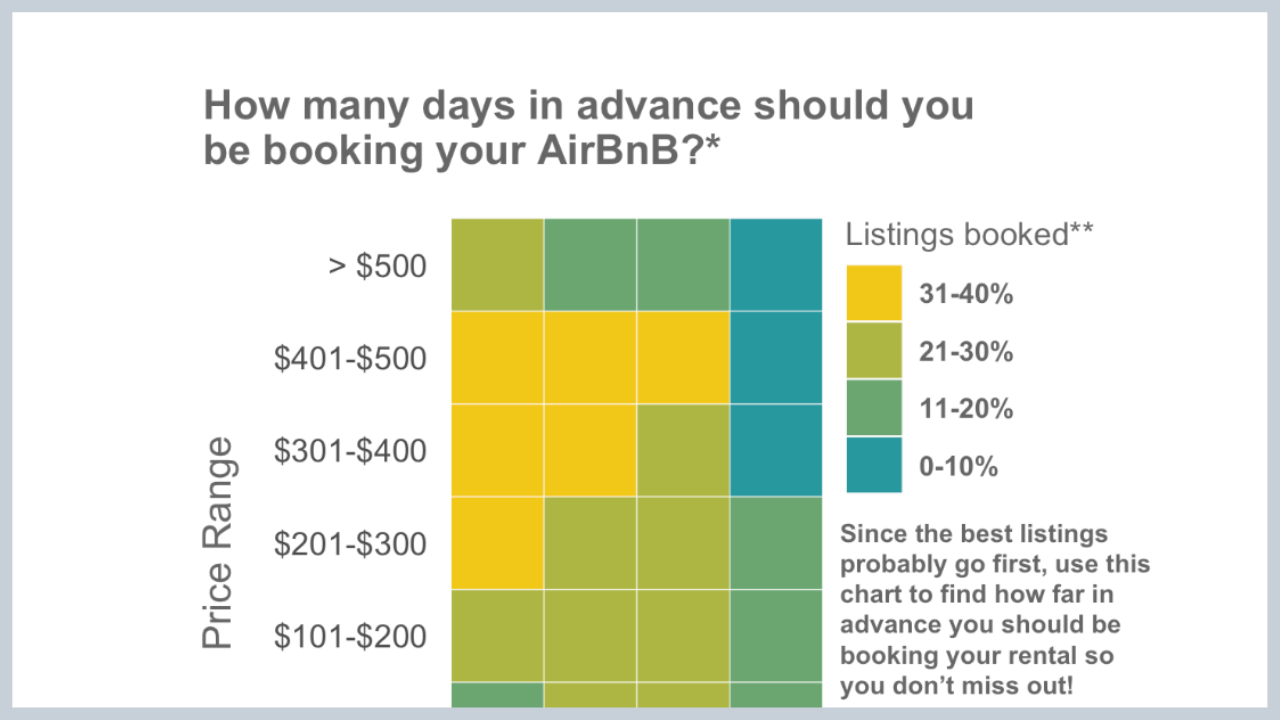 How many days in advance should you
be booking your AirBnB?*
Listings booked**
> $500
$401-$500
$301-$400
$201-$300
$101-$200
Price Range
31-40%
21-30%
11-20%
0-10%
Since the best listings
probably go first, use this
chart to find how far in
advance you should be
booking your rental so
you don’t miss out!